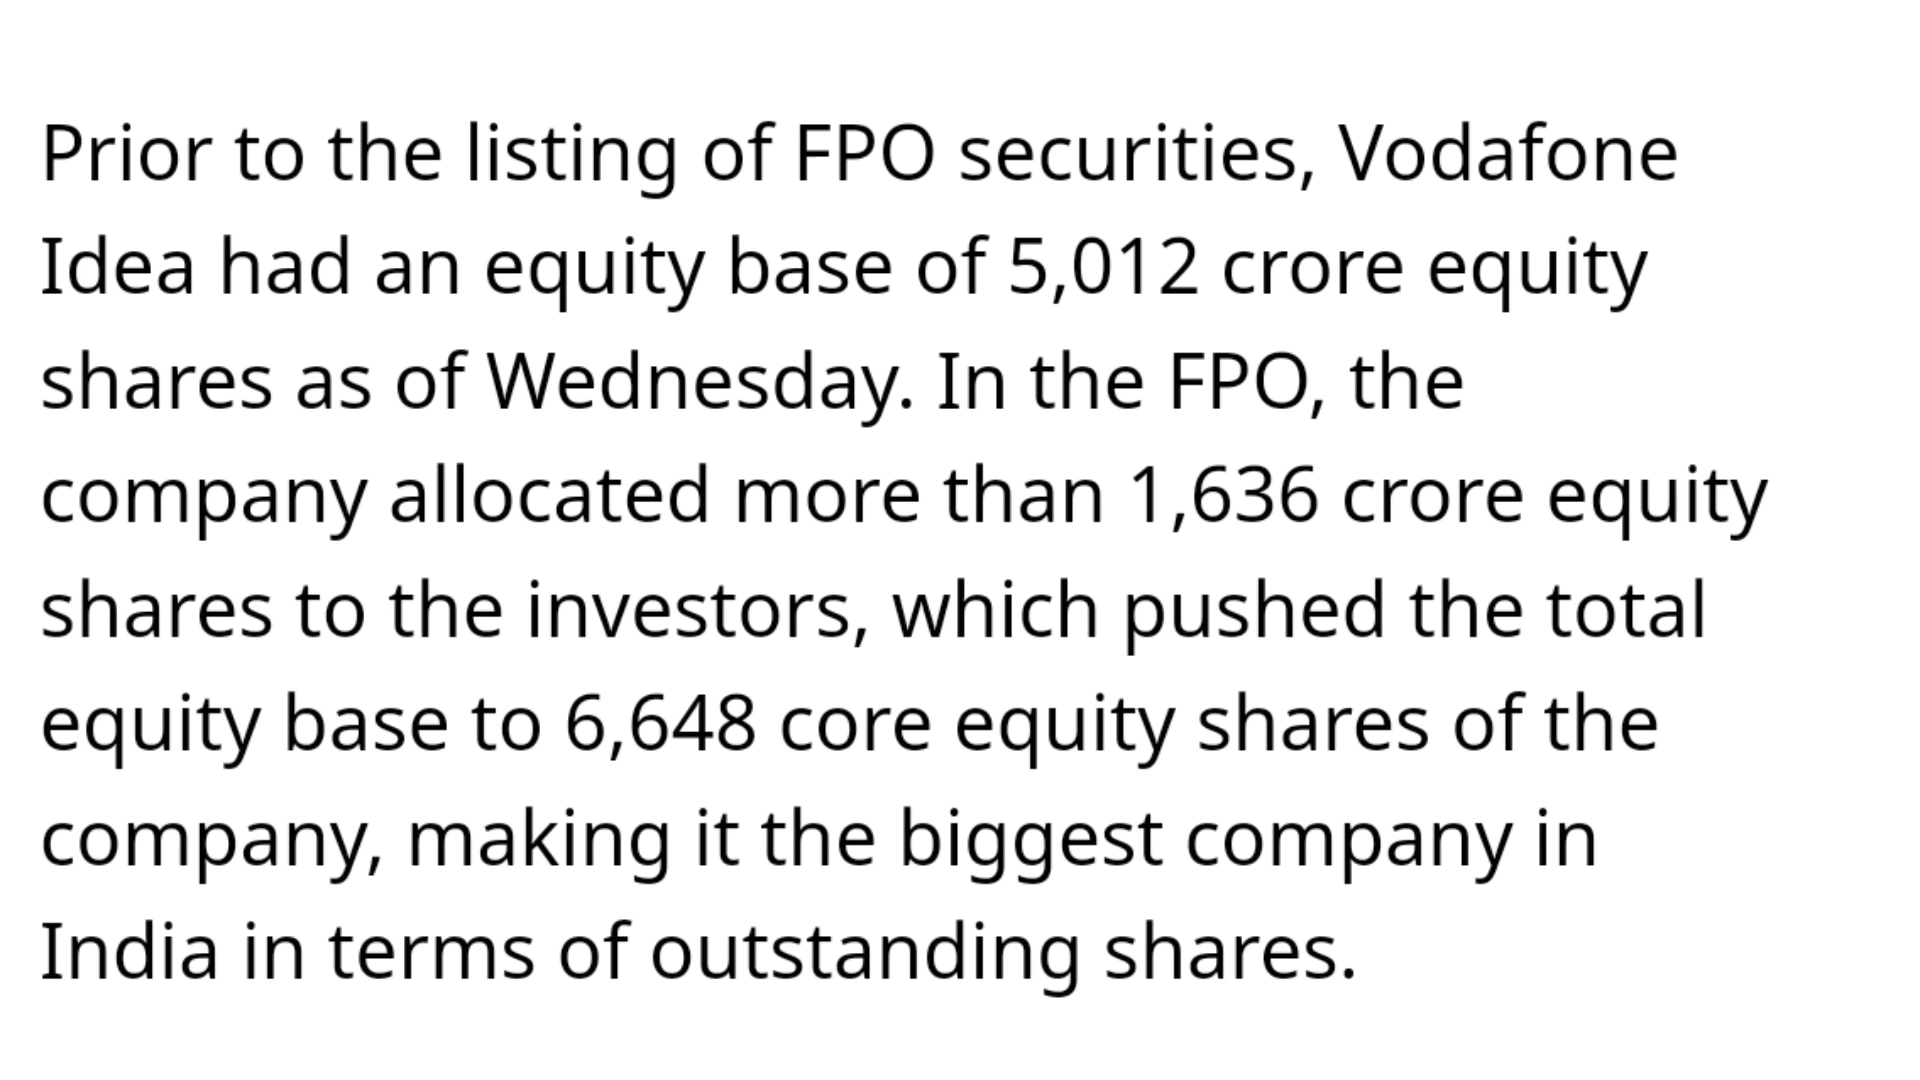 Prior to the listing of FPO securities, Vodafone
Idea had an equity base of 5,012 crore equity
shares as of Wednesday. In the FPO, the
company allocated more than 1,636 crore equity
shares to the investors, which pushed the total
equity base to 6,648 core equity shares of the
company, making it the biggest company in
India in terms of outstanding shares.